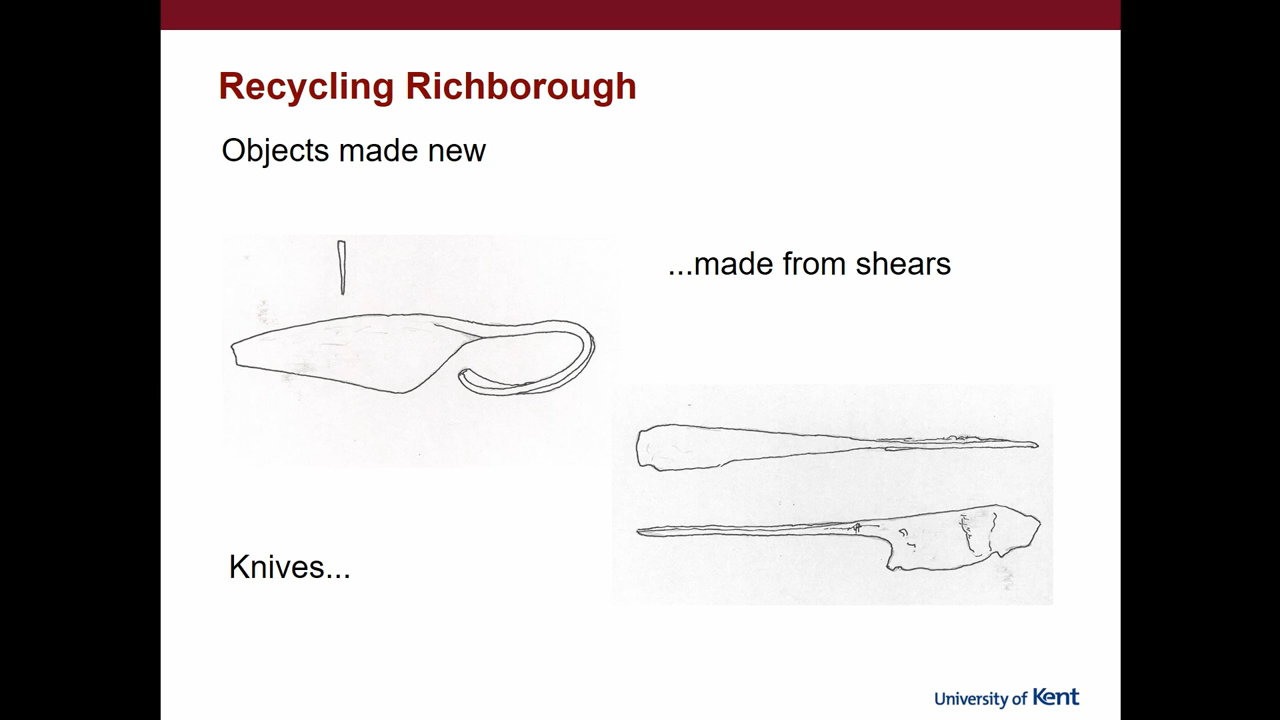 Recycling Richborough
Objects made new
...made from shears
Knives...
University of Kent